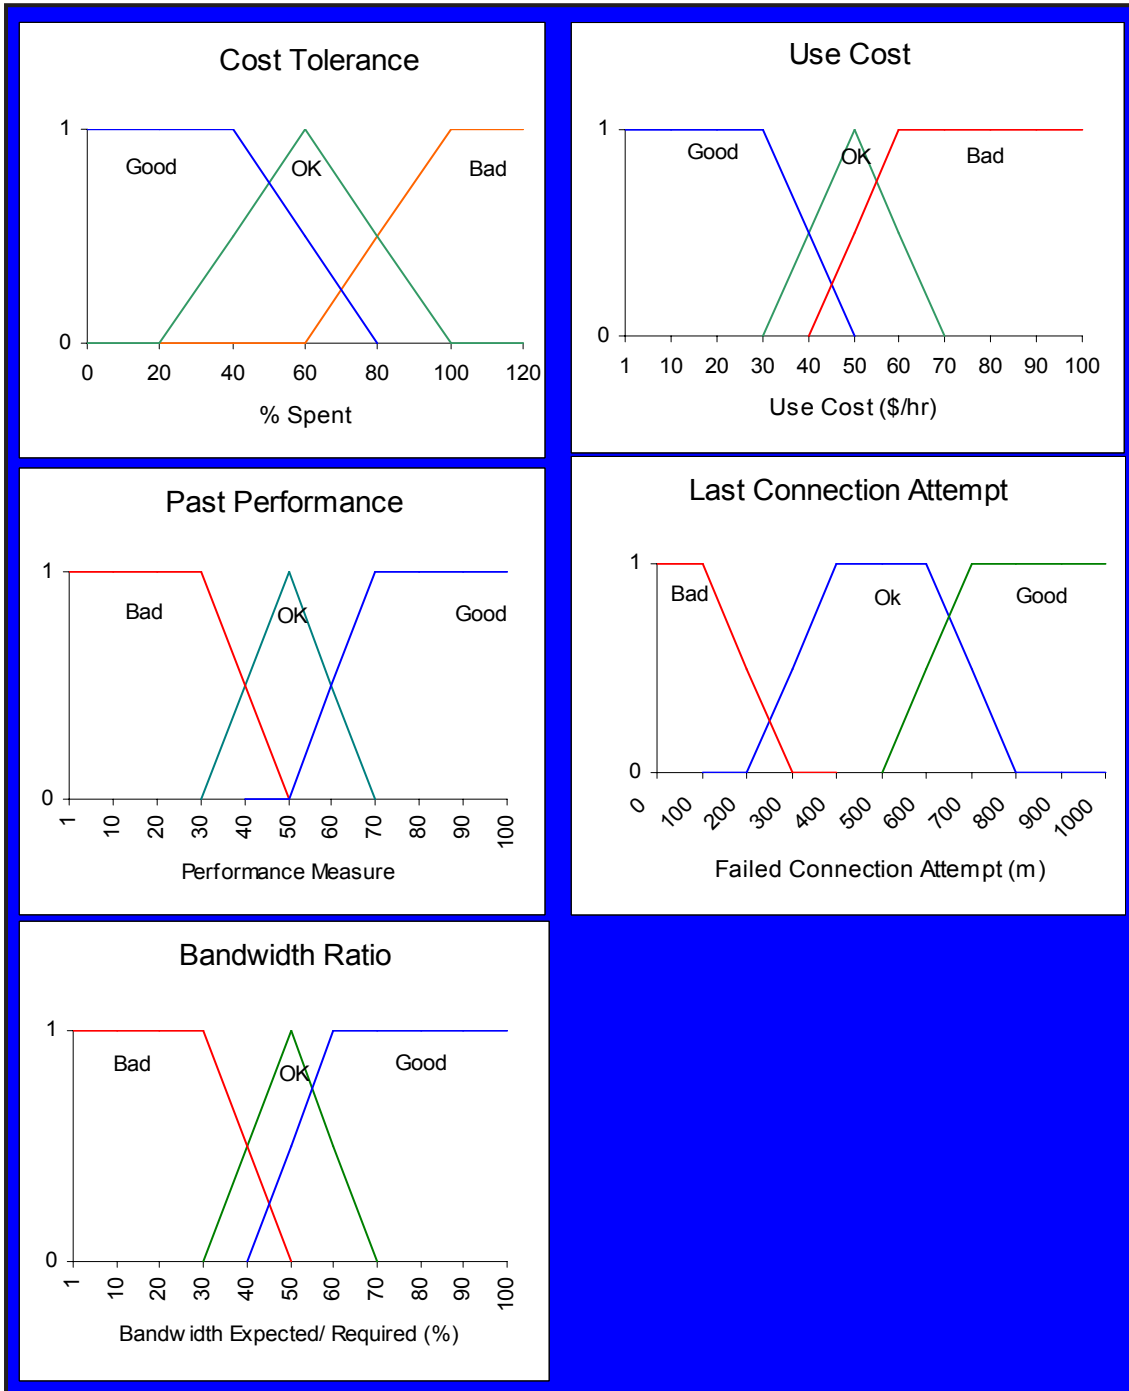 Cost Tolerance
1
Good
OK
Bad
0
0 20 40 60 80 100 120
% Spent
Use Cost
1
Good
OK
Bad
0
1 10 20 30 40 50 60 70 80 90 100
Use Cost ($/hr)
Past Performance
1
Bad
OK
Good
0
1 10 20 30 40 50 60 70 80 90 100
Performance Measure
Last Connection Attempt
1
Bad
Ok
Good
0
0 100 200 300 400 500 600 700 800 900 1000
Failed Connection Attempt (m)
Bandwidth Ratio
1
Bad
OK
Good
0
1 10 20 30 40 50 60 70 80 90 100
Bandwidth Expected/ Required (%)